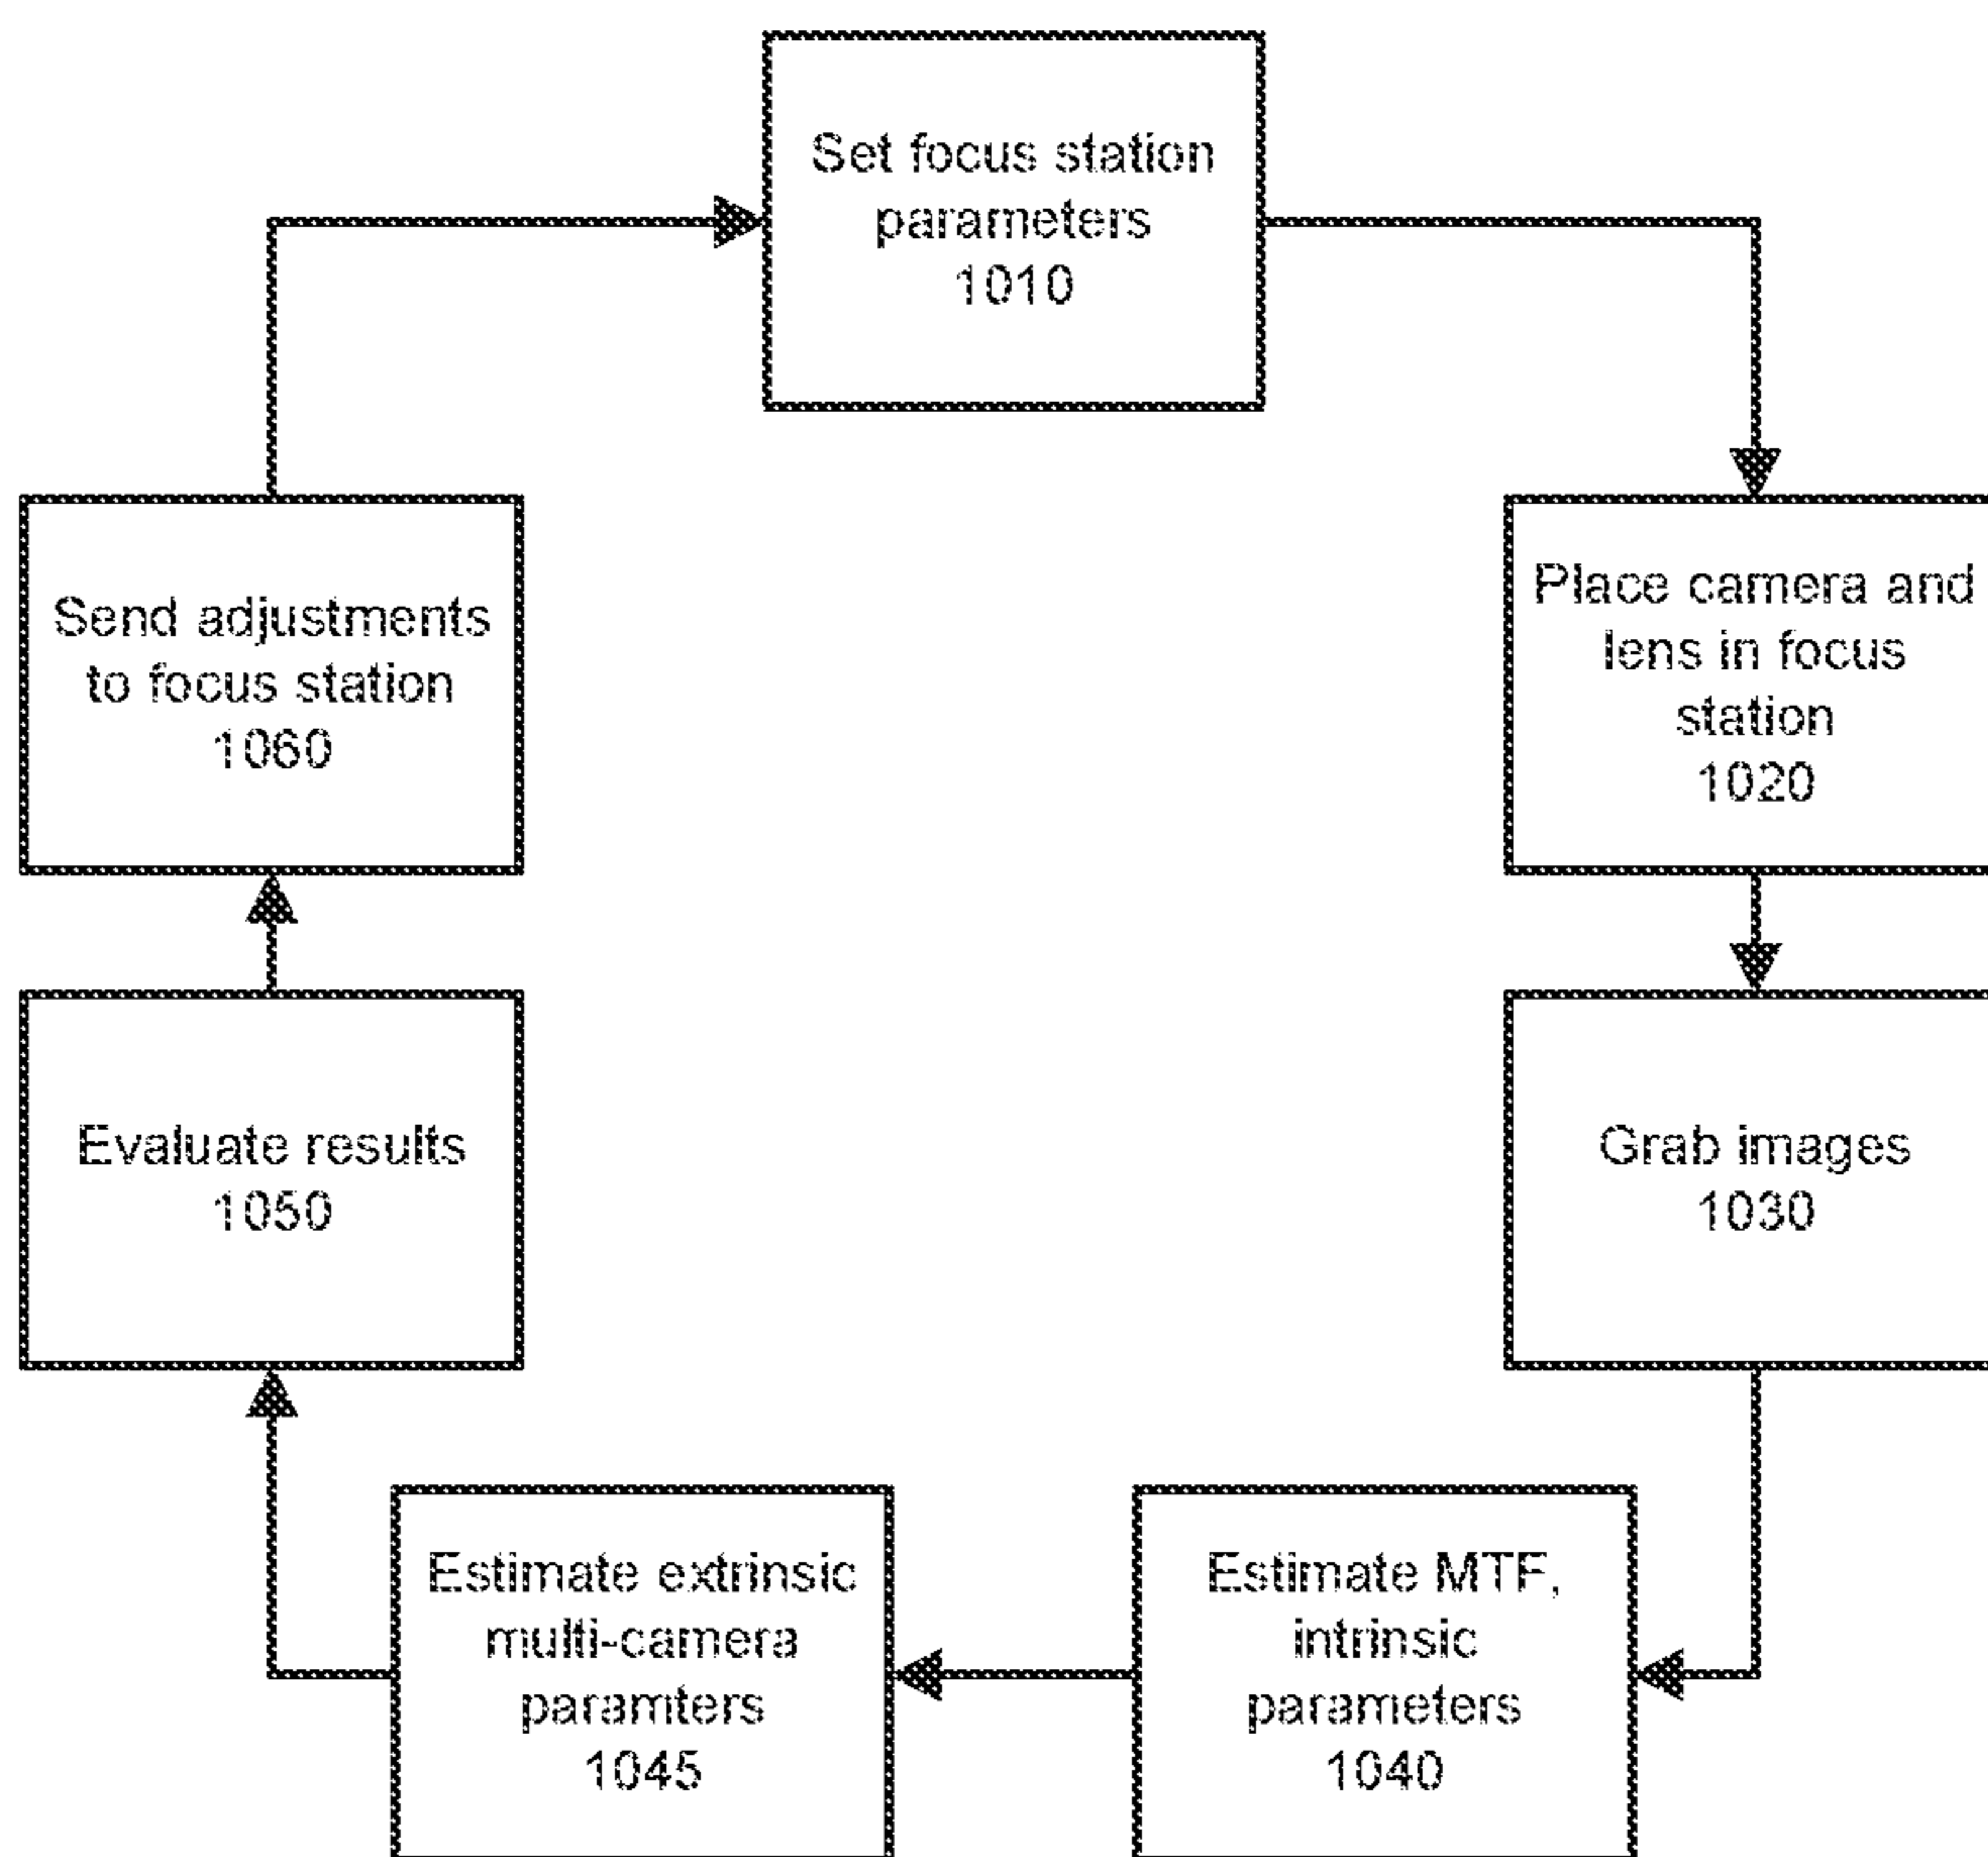 Set focus station
parameters
1010
Place camera and
lens in focus
station
1020
Grab images
1030
Estimate MTF,
intrinsic
parameters
1040
Estimate extrinsic
multi-camera
paramters
1045
Evaluate results
1050
Send adjustments
to focus station
1060